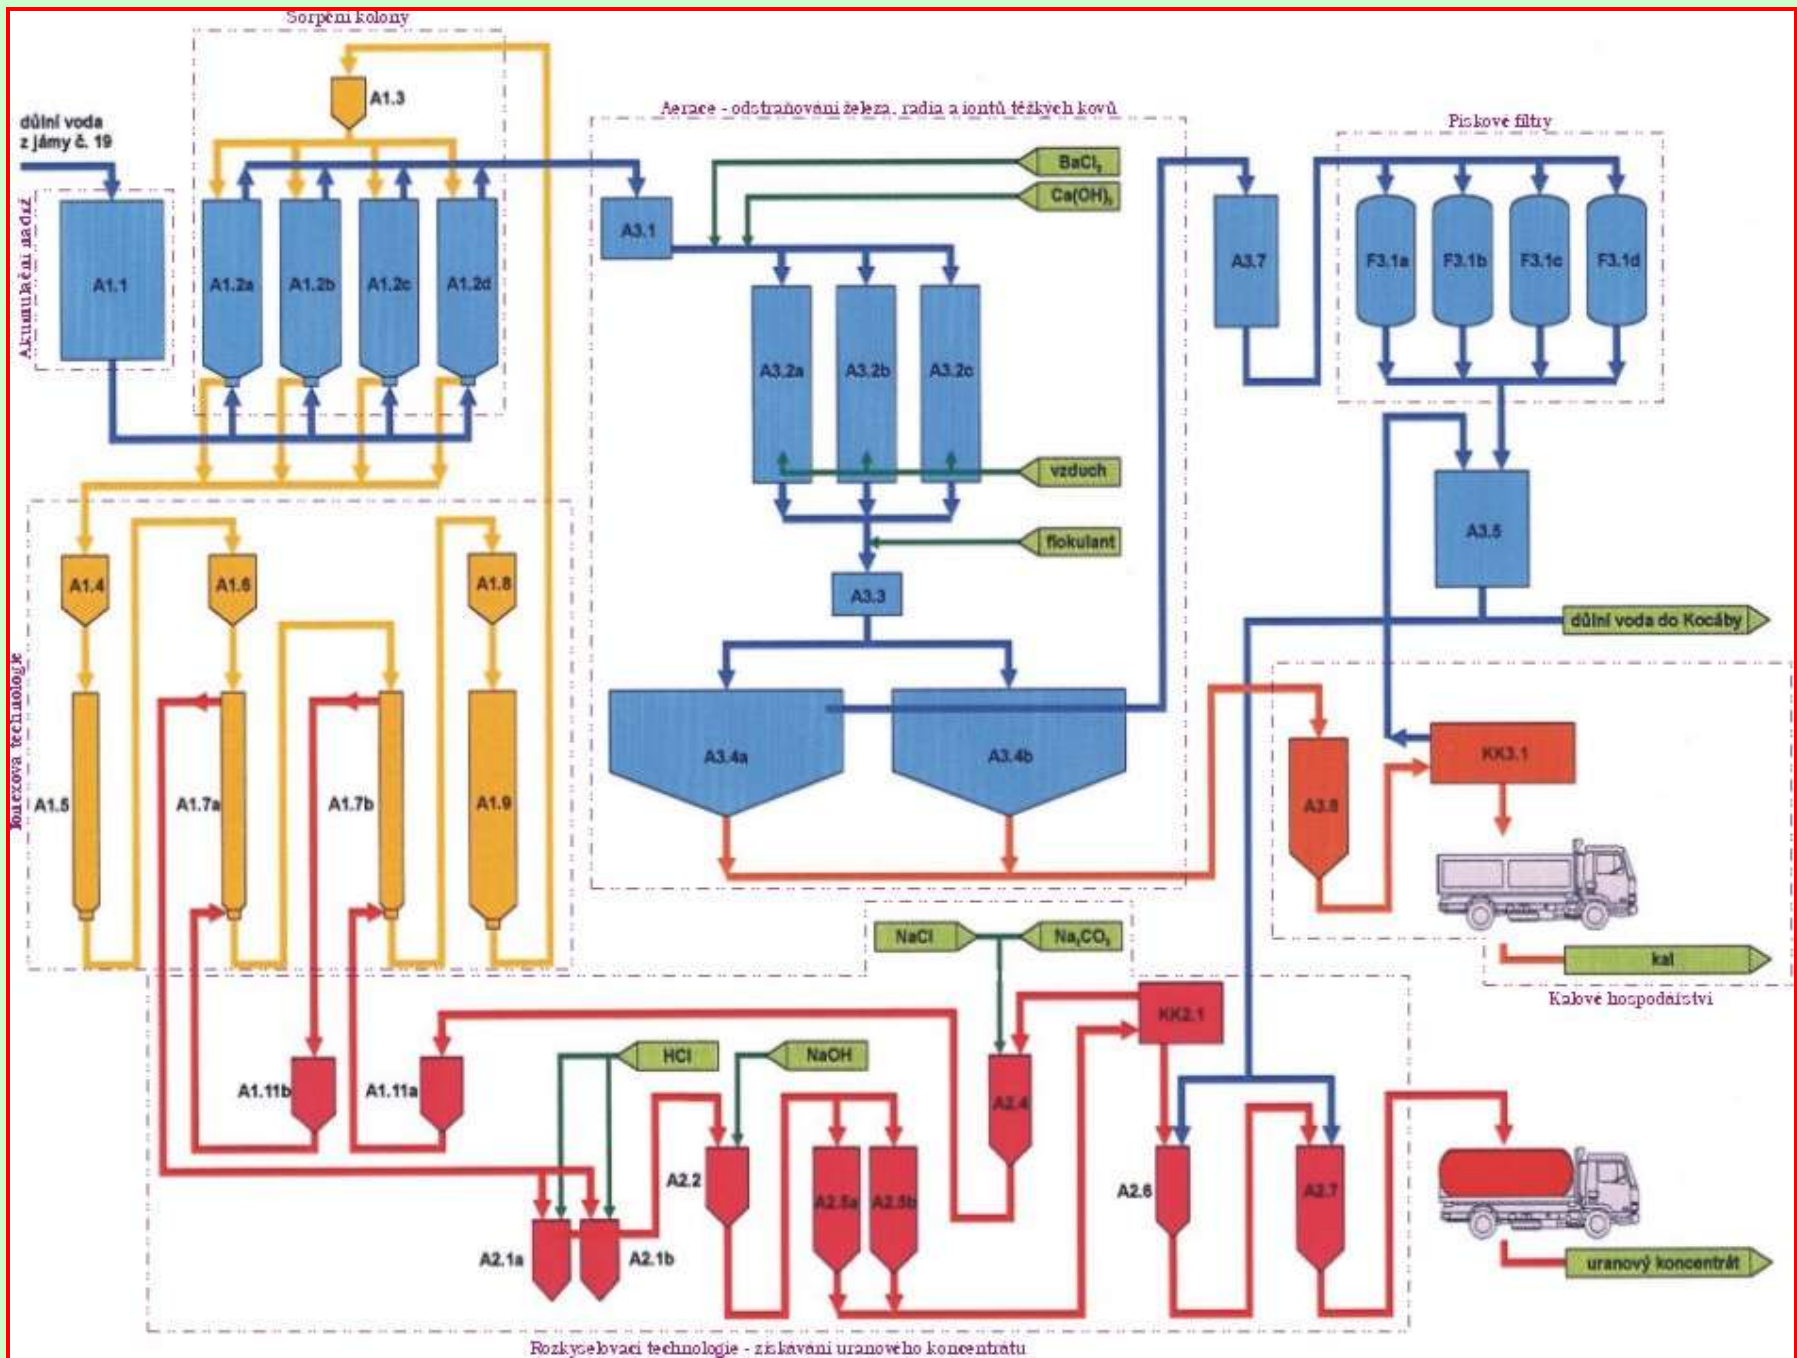 Sorpční kolony
A1.3
důlní voda
z jámy č. 19
Akumulační nádrž
A1.1
A1.2a
A1.2b
A1.2c
A1.2d
Aerace - odstraňování železa, radia a iontů těžkých kovů
BaCl₂
Ca(OH)₂
A3.1
A3.2a
A3.2b
A3.2c
vzduch
flokulant
A3.3
A3.4a
A3.4b
Pískové filtry
A3.7
F3.1a
F3.1b
F3.1c
F3.1d
A3.5
důlní voda do Kocáby
Ionexová technologie
A1.4
A1.6
A1.8
A1.5
A1.7a
A1.7b
A1.9
KK3.1
kal
Kalové hospodářství
NaCl
Na₂CO₃
KK2.1
HCl
NaOH
A1.11b
A1.11a
A2.4
A2.1a
A2.1b
A2.2
A2.5a
A2.5b
A2.6
A2.7
uranový koncentrát
Rozkyselovací technologie - získávání uranového koncentrátu